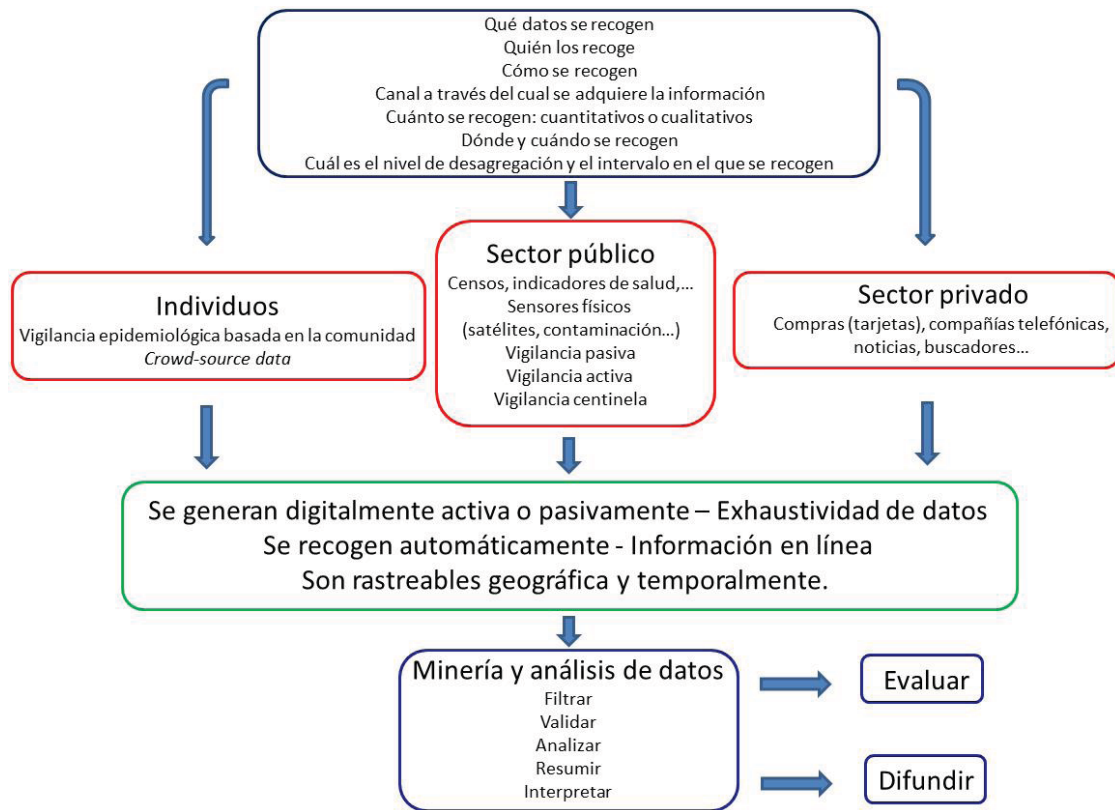 Qué datos se recogen
Quién los recoge
Cómo se recogen
Canal a través del cual se adquiere la información
Cuánto se recogen: cuantitativos o cualitativos
Dónde y cuándo se recogen
Cuál es el nivel de desagregación y el intervalo en el que se recogen
Individuos
Vigilancia epidemiológica basada en la comunidad
Crowd-source data
Sector público
Censos, indicadores de salud,...
Sensores físicos
(satélites, contaminación...)
Vigilancia pasiva
Vigilancia activa
Vigilancia centinela
Sector privado
Compras (tarjetas), compañías telefónicas,
noticias, buscadores...
Se generan digitalmente activa o pasivamente – Exhaustividad de datos
Se recogen automáticamente - Información en línea
Son rastreables geográfica y temporalmente.
Minería y análisis de datos
Filtrar
Validar
Analizar
Resumir
Interpretar
Evaluar
Difundir